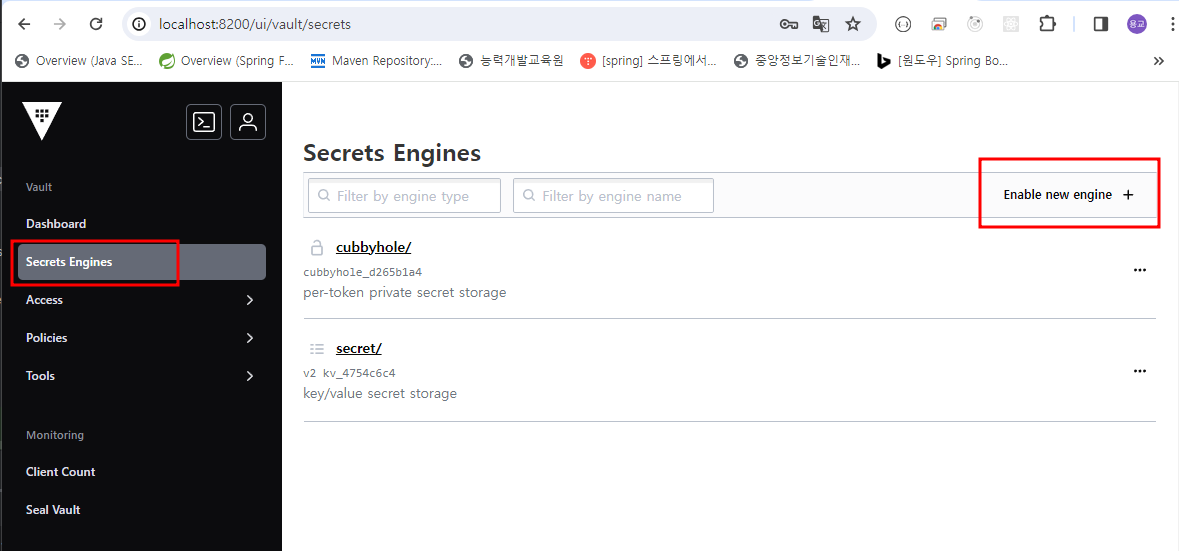 localhost:8200/ui/vault/secrets
용교
Overview (Java SE... Overview (Spring F... MVN Maven Repository:... 능력개발교육원 [spring] 스프링에서... 중앙정보기술인재... [윈도우] Spring Bo...
Vault
Dashboard
Secrets Engines
Access
Policies
Tools
Monitoring
Client Count
Seal Vault
Secrets Engines
Filter by engine type Filter by engine name Enable new engine +
cubbyhole/
cubbyhole_d265b1a4
per-token private secret storage
secret/
v2 kv_4754c6c4
key/value secret storage